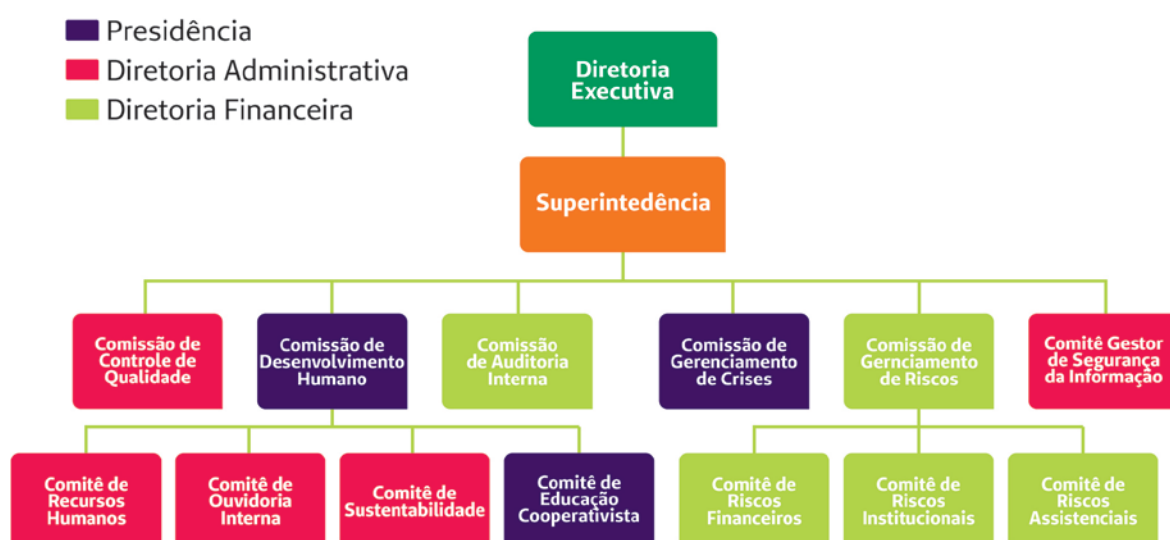 Presidência
Diretoria Administrativa
Diretoria Financeira
Diretoria
Executiva
Superintedência
Comissão de
Controle de
Qualidade
Comissão de
Desenvolvimento
Humano
Comissão
de Auditoria
Interna
Comissão de
Gerenciamento
de Crises
Comissão de
Gernciamento
de Riscos
Comitê Gestor
de Segurança
da Informação
Comitê de
Recursos
Humanos
Comitê de
Ouvidoria
Interna
Comitê de
Sustentabilidade
Comitê de
Educação
Cooperativista
Comitê de
Riscos
Financeiros
Comitê de
Riscos
Institucionais
Comitê de
Riscos
Assistenciais